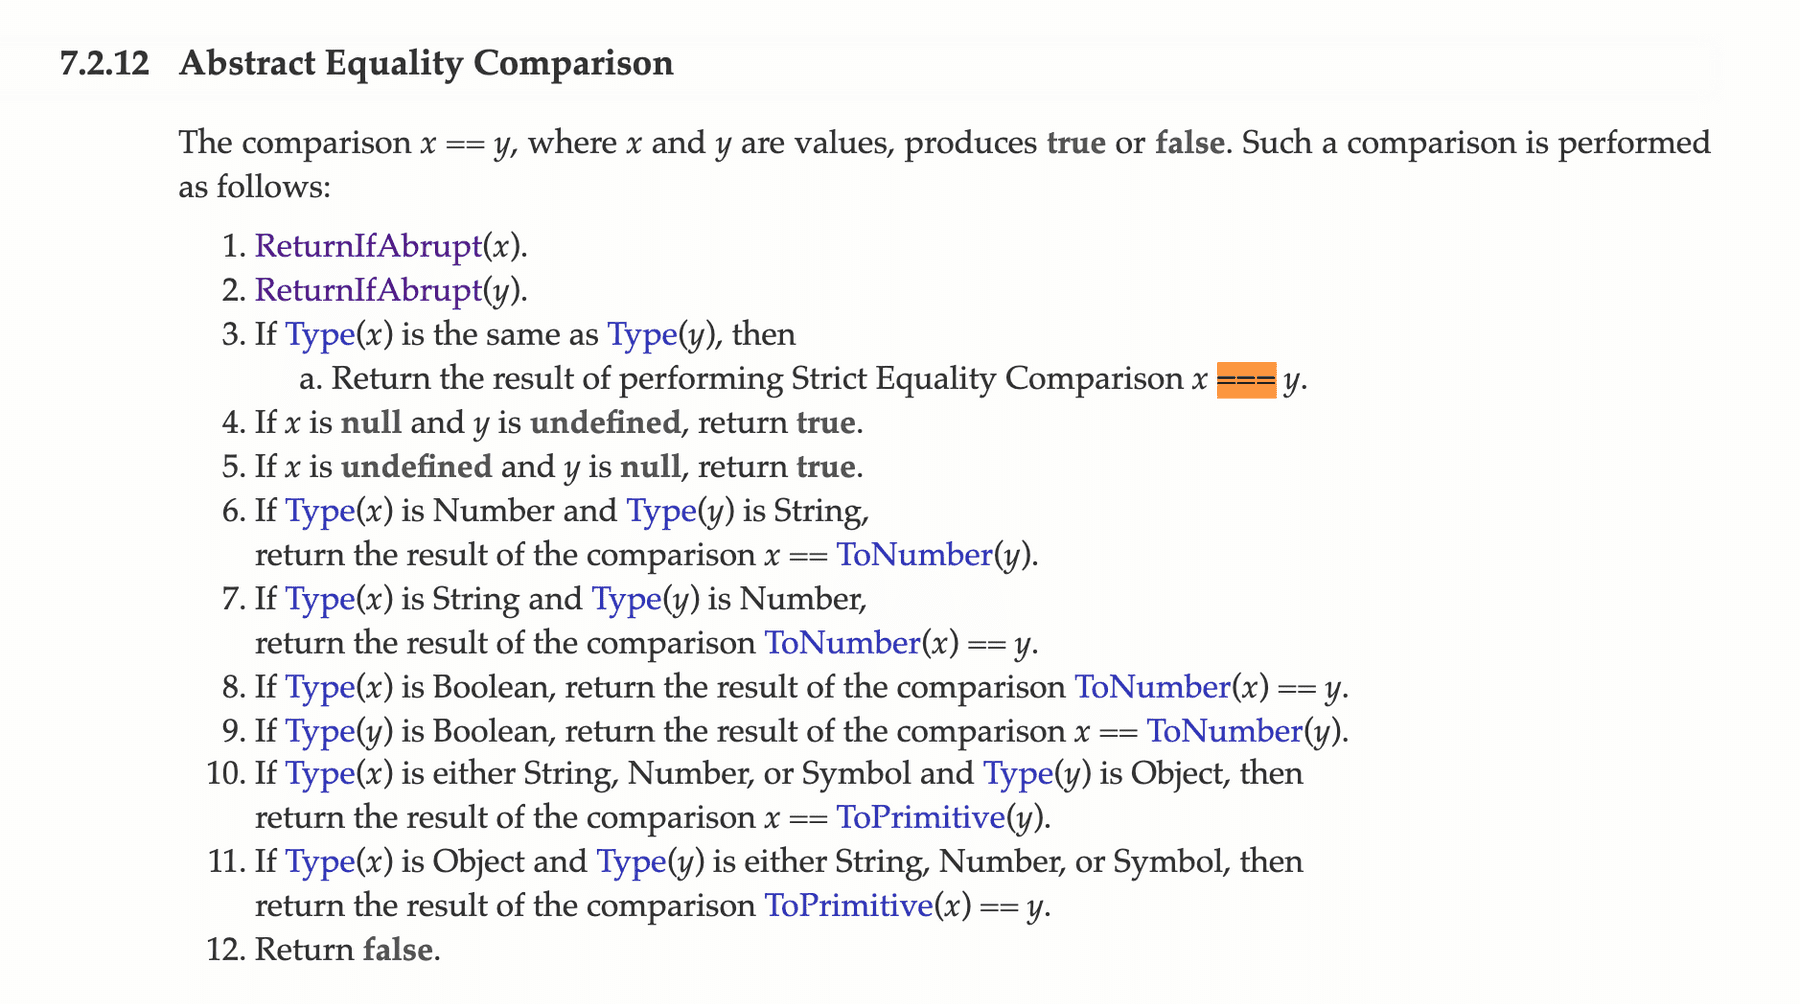 7.2.12 Abstract Equality Comparison
The comparison x == y, where x and y are values, produces true or false. Such a comparison is performed
as follows:
1. ReturnIfAbrupt(x).
2. ReturnIfAbrupt(y).
3. If Type(x) is the same as Type(y), then
a. Return the result of performing Strict Equality Comparison x === y.
4. If x is null and y is undefined, return true.
5. If x is undefined and y is null, return true.
6. If Type(x) is Number and Type(y) is String,
return the result of the comparison x == ToNumber(y).
7. If Type(x) is String and Type(y) is Number,
return the result of the comparison ToNumber(x) == y.
8. If Type(x) is Boolean, return the result of the comparison ToNumber(x) == y.
9. If Type(y) is Boolean, return the result of the comparison x == ToNumber(y).
10. If Type(x) is either String, Number, or Symbol and Type(y) is Object, then
return the result of the comparison x == ToPrimitive(y).
11. If Type(x) is Object and Type(y) is either String, Number, or Symbol, then
return the result of the comparison ToPrimitive(x) == y.
12. Return false.